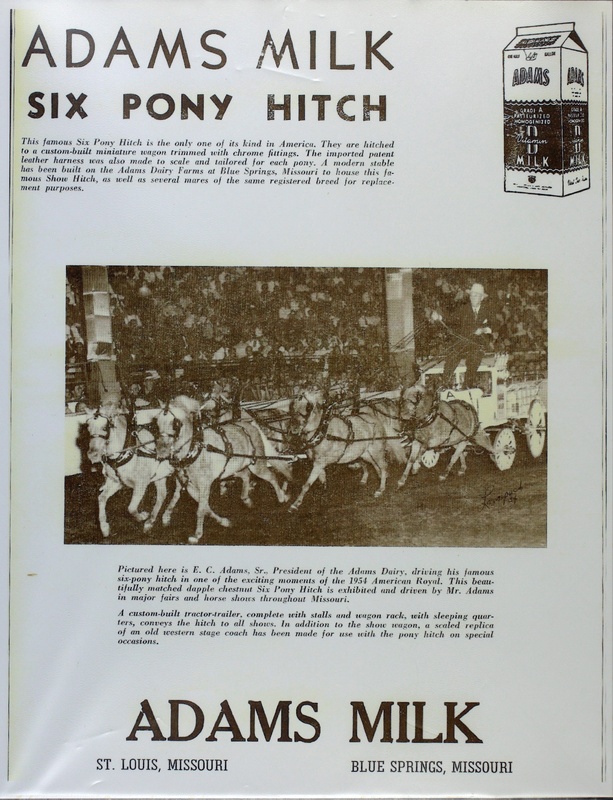 ADAMS MILK
SIX PONY HITCH
This famous Six Pony Hitch is the only one of its kind in America. They are hitched
to a custom-built miniature wagon trimmed with chrome fittings. The imported patent
leather harness was also made to scale and tailored for each pony. A modern stable
has been built on the Adams Dairy Farms at Blue Springs, Missouri to house this fa-
mous Show Hitch, as well as several mares of the same registered breed for replace-
ment purposes.
ONE HALF GALLON
ADAMS
GRADE A
PASTEURIZED
HOMOGENIZED
Vitamin
D
MILK
ADAMS
MILK
A
Pictured here is E. C. Adams, Sr., President of the Adams Dairy, driving his famous
six-pony hitch in one of the exciting moments of the 1954 American Royal. This beau-
tifully matched dapple chestnut Six Pony Hitch is exhibited and driven by Mr. Adams
in major fairs and horse shows throughout Missouri.
A custom-built tractor-trailer, complete with stalls and wagon rack, with sleeping quar-
ters, conveys the hitch to all shows. In addition to the show wagon, a scaled replica
of an old western stage coach has been made for use with the pony hitch on special
occasions.
ADAMS MILK
ST. LOUIS, MISSOURI
BLUE SPRINGS, MISSOURI